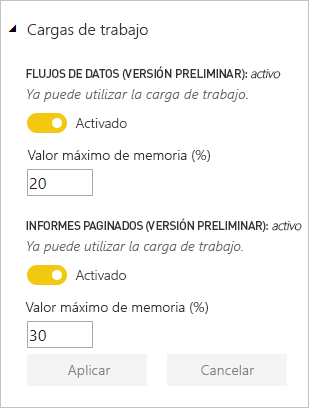 Cargas de trabajo
FLUJOS DE DATOS (VERSIÓN PRELIMINAR): activo
Ya puede utilizar la carga de trabajo.
Activado
Valor máximo de memoria (%)
20
INFORMES PAGINADOS (VERSIÓN PRELIMINAR): activo
Ya puede utilizar la carga de trabajo.
Activado
Valor máximo de memoria (%)
30
Aplicar Cancelar